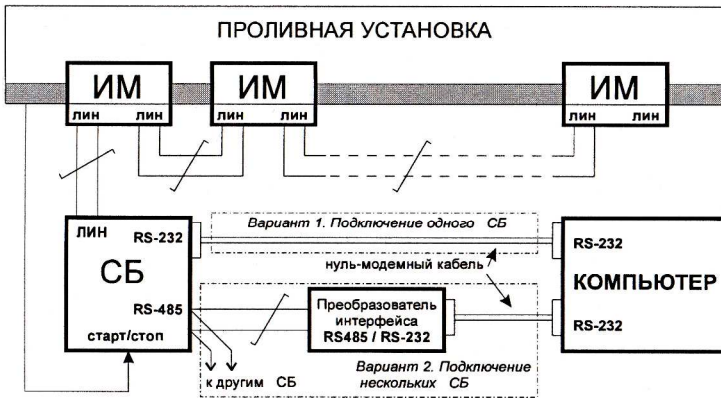 ПРОЛИВНАЯ УСТАНОВКА
ИМ
ИМ
ИМ
ЛИН ЛИН
ЛИН ЛИН
ЛИН ЛИН
ЛИН
RS-232
СБ
RS-485
старт/стоп
Вариант 1. Подключение одного СБ
нуль-модемный кабель
Преобразователь
интерфейса
RS485 / RS-232
Вариант 2. Подключение
нескольких СБ
к другим СБ
RS-232
КОМПЬЮТЕР
RS-232